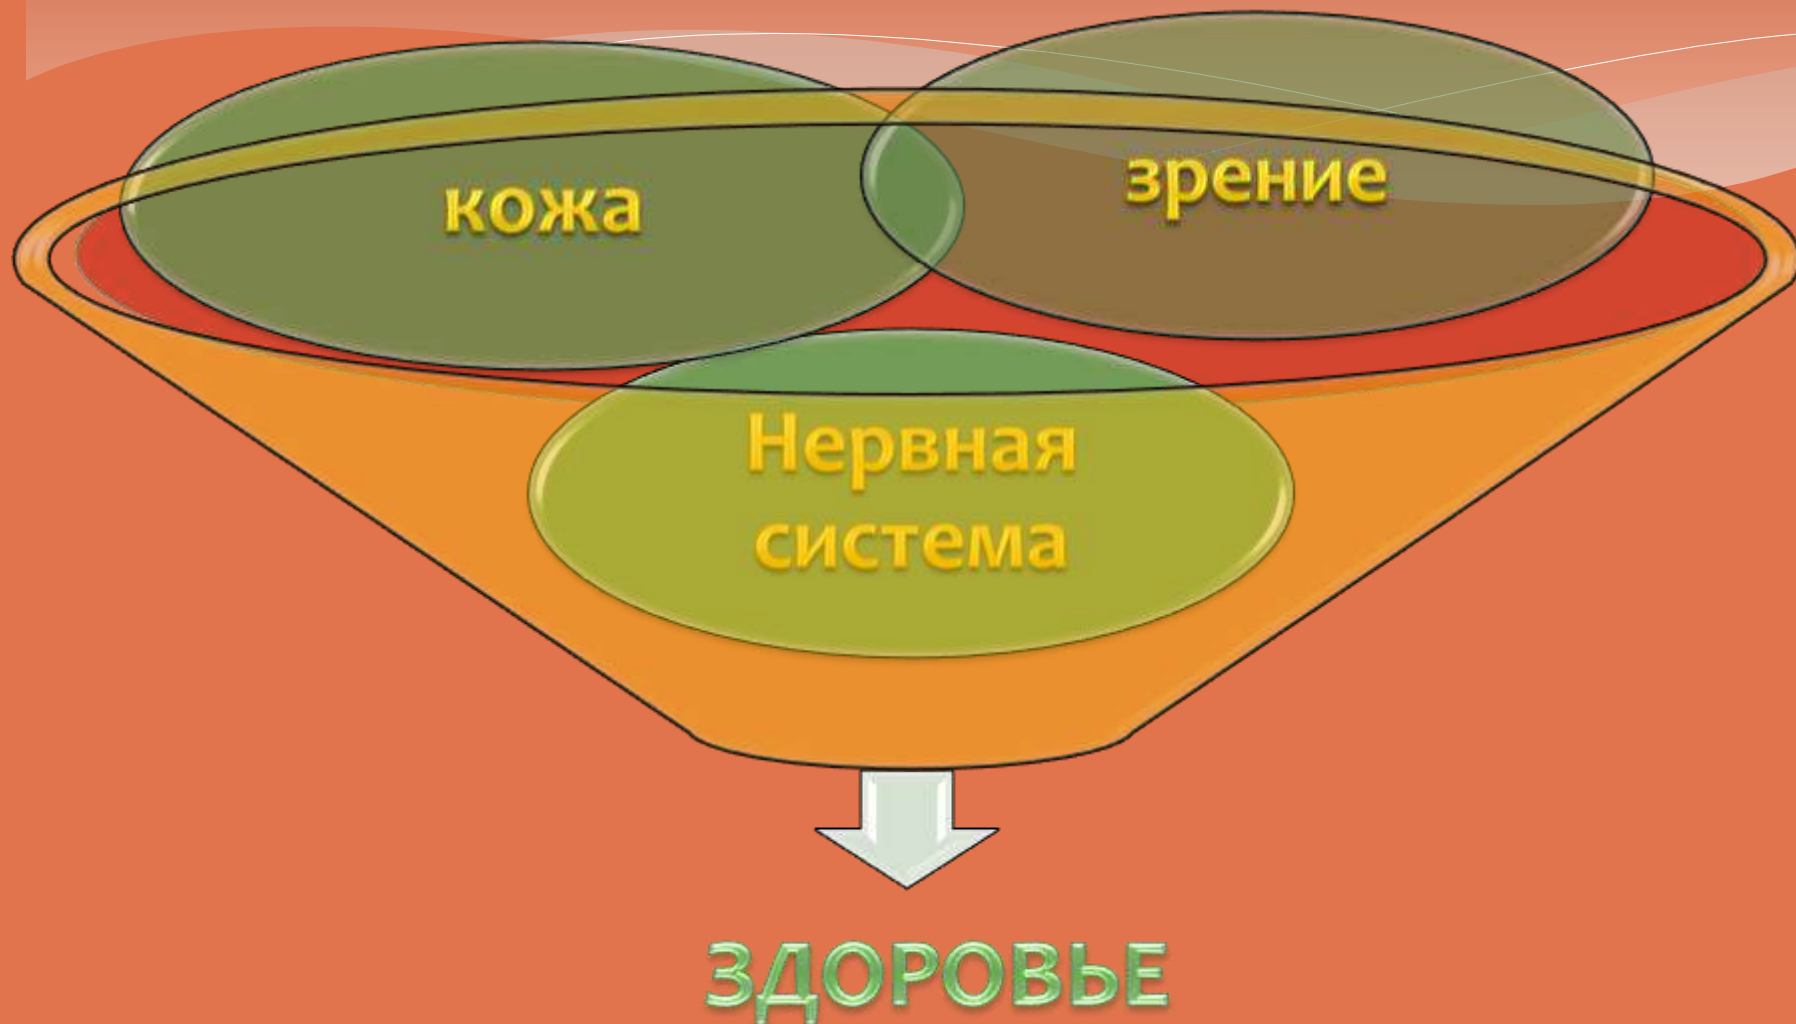 кожа
зрение
Нервная
система
ЗДОРОВЬЕ